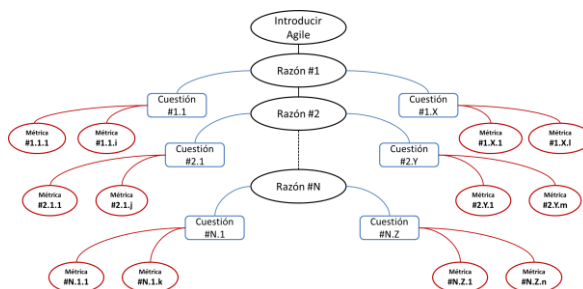 Introducir
Agile
Razón #1
Cuestión
#1.1
Cuestión
#1.X
Métrica
#1.1.1
Métrica
#1.1.i
Razón #2
Métrica
#1.X.1
Métrica
#1.X.l
Cuestión
#2.1
Cuestión
#2.Y
Métrica
#2.1.1
Métrica
#2.1.j
Razón #N
Métrica
#2.Y.1
Métrica
#2.Y.m
Cuestión
#N.1
Cuestión
#N.Z
Métrica
#N.1.1
Métrica
#N.1.k
Métrica
#N.Z.1
Métrica
#N.Z.n